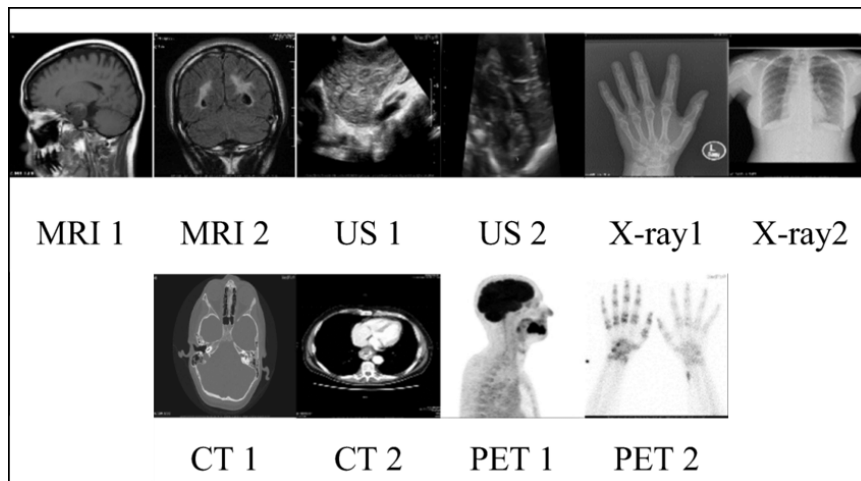 MRI 1 MRI 2 US 1 US 2 X-ray1 X-ray2
L
CT 1 CT 2 PET 1 PET 2